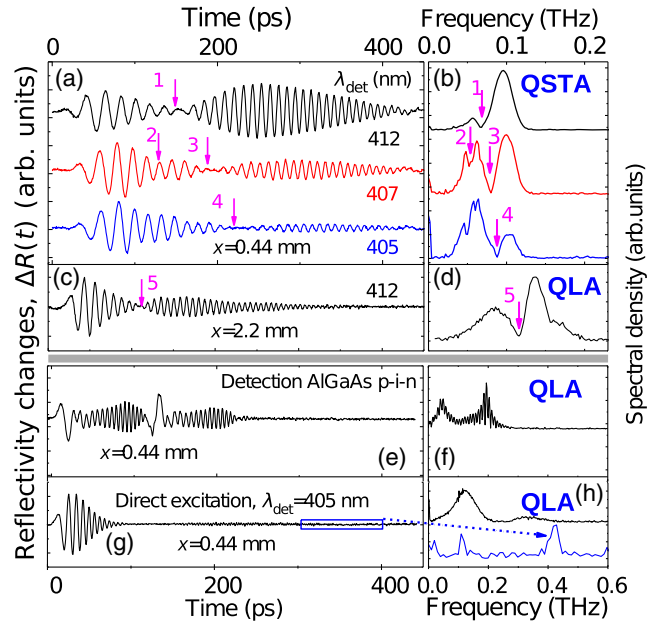 Time (ps)
Frequency (THz)
0
200
400
0.0
0.1
0.2
(a)
λdet (nm)
1
412
2
3
407
4
405
x=0.44 mm
(b)
QSTA
1
2
3
4
(c)
412
5
x=2.2 mm
(d)
QLA
5
Detection AlGaAs p-i-n
x=0.44 mm
(e)
QLA
(f)
Direct excitation, λdet=405 nm
(g)
x=0.44 mm
QLA
(h)
0
200
400
0.0
0.2
0.4
0.6
Time (ps)
Frequency (THz)
Reflectivity changes, ΔR(t) (arb. units)
Spectral density (arb.units)